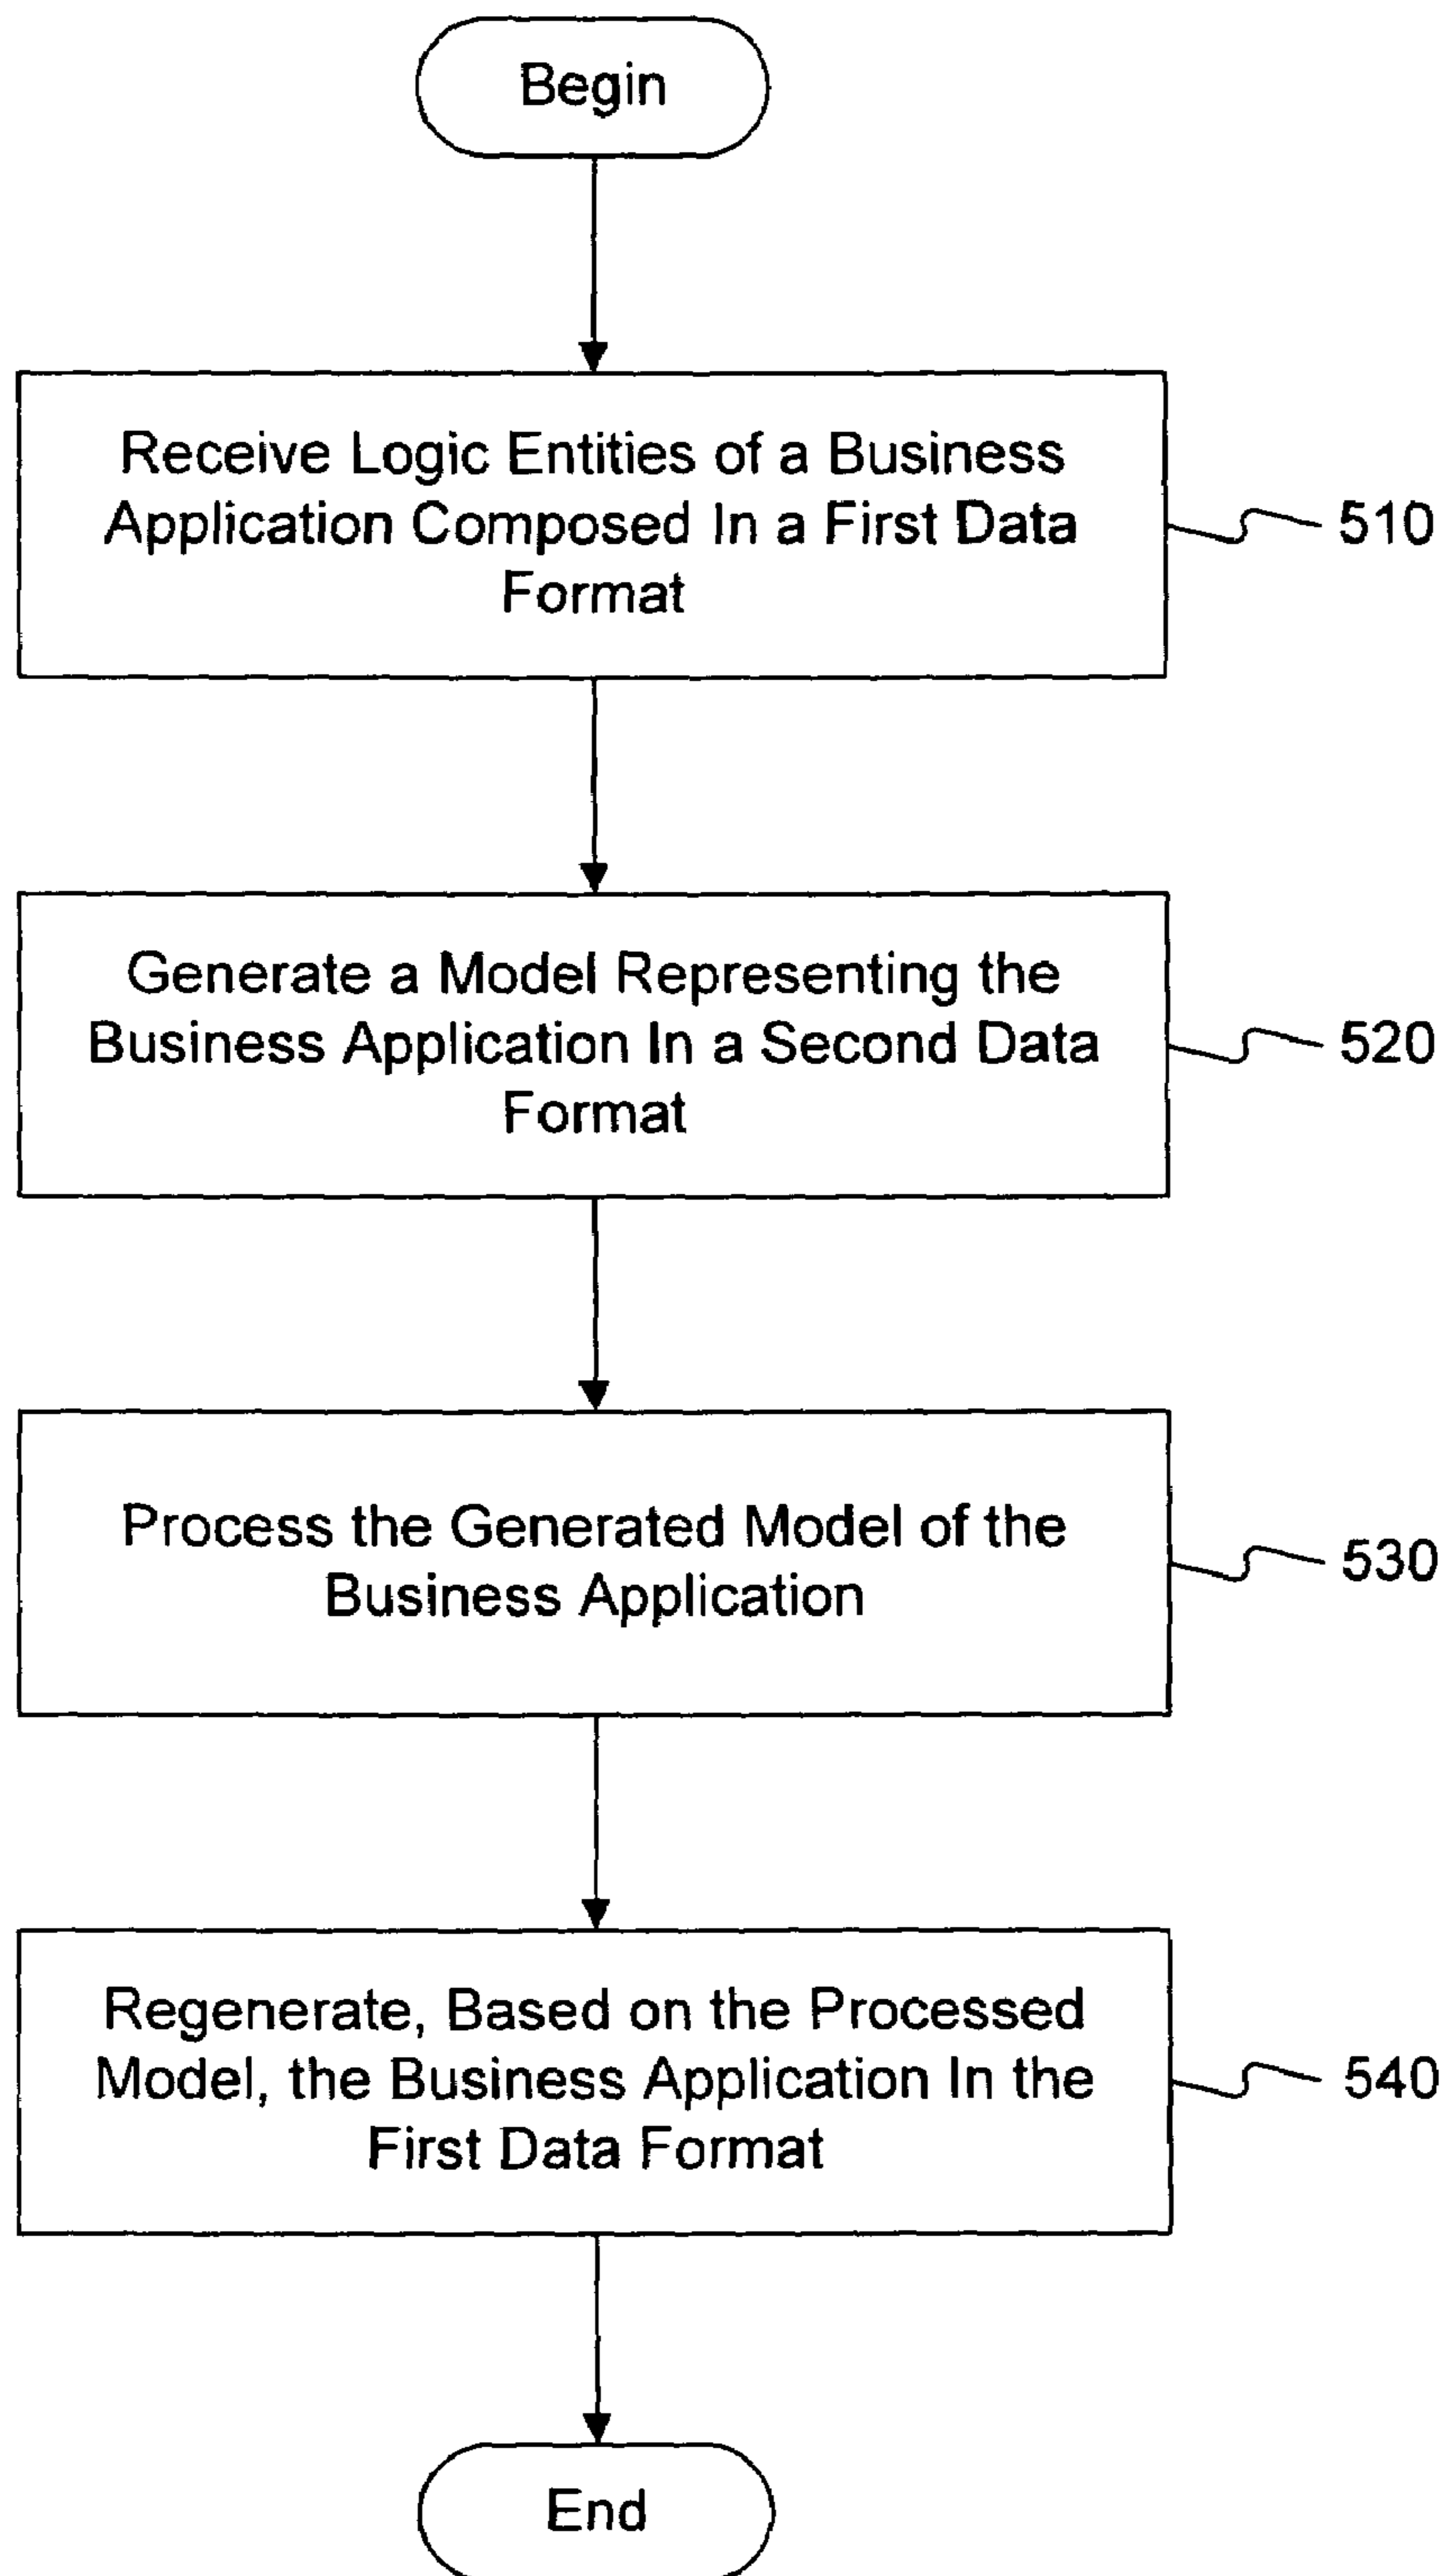 Begin
Receive Logic Entities of a Business
Application Composed In a First Data
Format
510
Generate a Model Representing the
Business Application In a Second Data
Format
520
Process the Generated Model of the
Business Application
530
Regenerate, Based on the Processed
Model, the Business Application In the
First Data Format
540
End